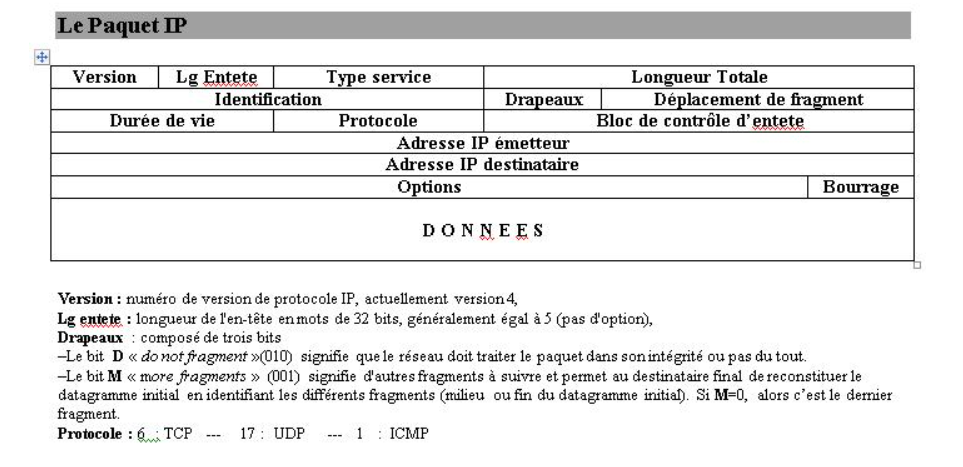 Le Paquet IP
Version Lg Entete Type service Longueur Totale
Identification Drapeaux Déplacement de fragment
Durée de vie Protocole Bloc de contrôle d'entete
Adresse IP émetteur
Adresse IP destinataire
Options Bourrage
D O N N E E S
Version : numéro de version de protocole IP, actuellement version 4,
Lg entete : longueur de l'en-tête en mots de 32 bits, généralement égal à 5 (pas d'option),
Drapeaux : composé de trois bits
–Le bit D « do not fragment »(010) signifie que le réseau doit traiter le paquet dans son intégrité ou pas du tout.
–Le bit M « more fragments » (001) signifie d'autres fragments à suivre et permet au destinataire final de reconstituer le
datagramme initial en identifiant les différents fragments (milieu ou fin du datagramme initial). Si M=0, alors c'est le dernier
fragment.
Protocole : 6 : TCP --- 17 : UDP --- 1 : ICMP